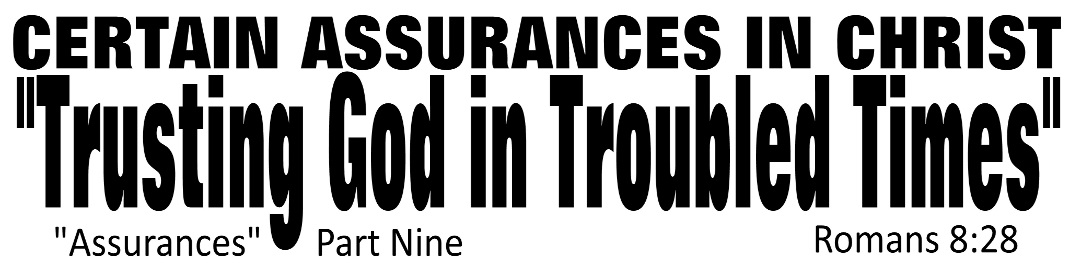 CERTAIN ASSURANCES IN CHRIST
"Trusting God in Troubled Times"
"Assurances" Part Nine Romans 8:28